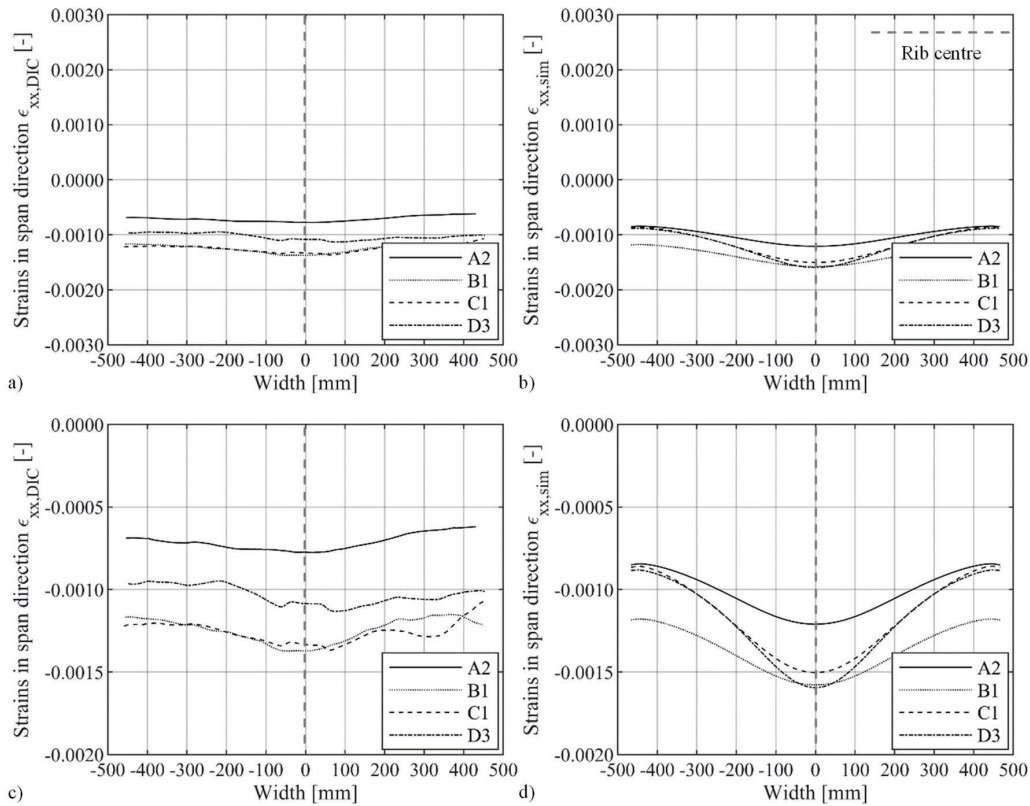 0.0030
0.0020
0.0010
0.0000
-0.0010
-0.0020
-0.0030
Strains in span direction ϵxx,DIC [-]
A2
B1
C1
D3
-500 -400 -300 -200 -100 0 100 200 300 400 500
Width [mm]
a)
0.0030
0.0020
0.0010
0.0000
-0.0010
-0.0020
-0.0030
Strains in span direction ϵxx,sim [-]
Rib centre
A2
B1
C1
D3
-500 -400 -300 -200 -100 0 100 200 300 400 500
Width [mm]
b)
0.0000
-0.0005
-0.0010
-0.0015
-0.0020
Strains in span direction ϵxx,DIC [-]
A2
B1
C1
D3
-500 -400 -300 -200 -100 0 100 200 300 400 500
Width [mm]
c)
0.0000
-0.0005
-0.0010
-0.0015
-0.0020
Strains in span direction ϵxx,sim [-]
A2
B1
C1
D3
-500 -400 -300 -200 -100 0 100 200 300 400 500
Width [mm]
d)